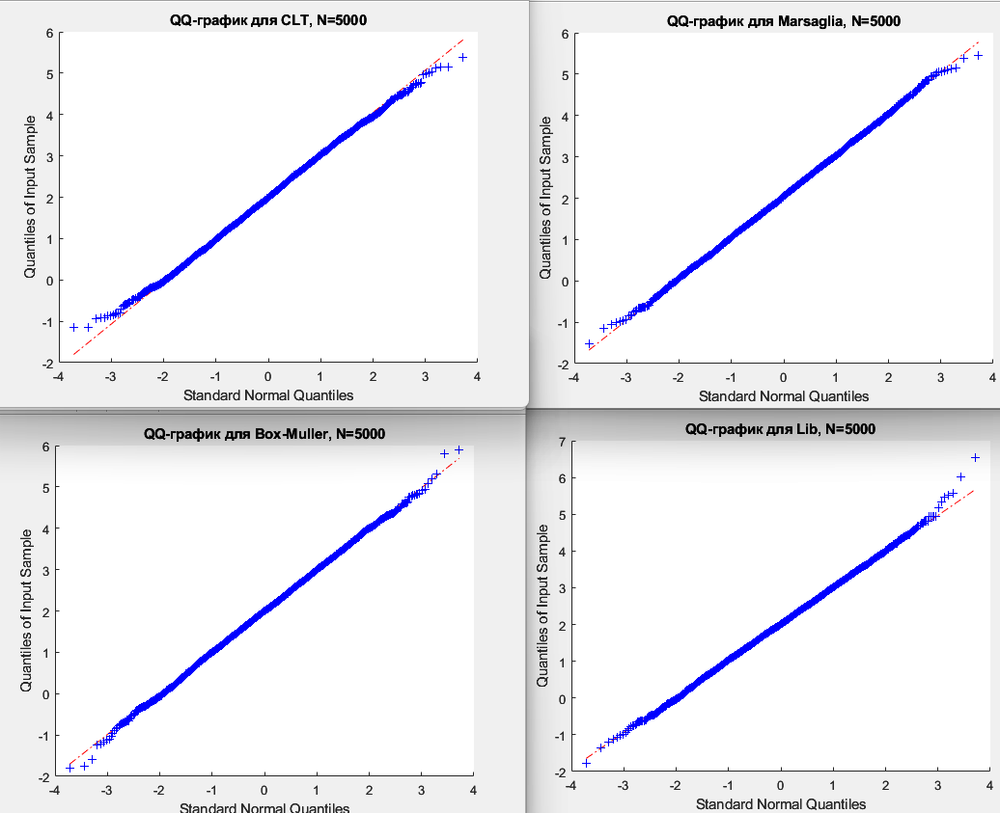 QQ-график для CLT, N=5000
Quantiles of Input Sample
6
5
4
3
2
1
0
-1
-2
-4 -3 -2 -1 0 1 2 3 4
Standard Normal Quantiles
QQ-график для Marsaglia, N=5000
Quantiles of Input Sample
6
5
4
3
2
1
0
-1
-2
-4 -3 -2 -1 0 1 2 3 4
Standard Normal Quantiles
QQ-график для Box-Muller, N=5000
Quantiles of Input Sample
6
5
4
3
2
1
0
-1
-2
-4 -3 -2 -1 0 1 2 3 4
Standard Normal Quantiles
QQ-график для Lib, N=5000
Quantiles of Input Sample
7
6
5
4
3
2
1
0
-1
-2
-4 -3 -2 -1 0 1 2 3 4
Standard Normal Quantiles